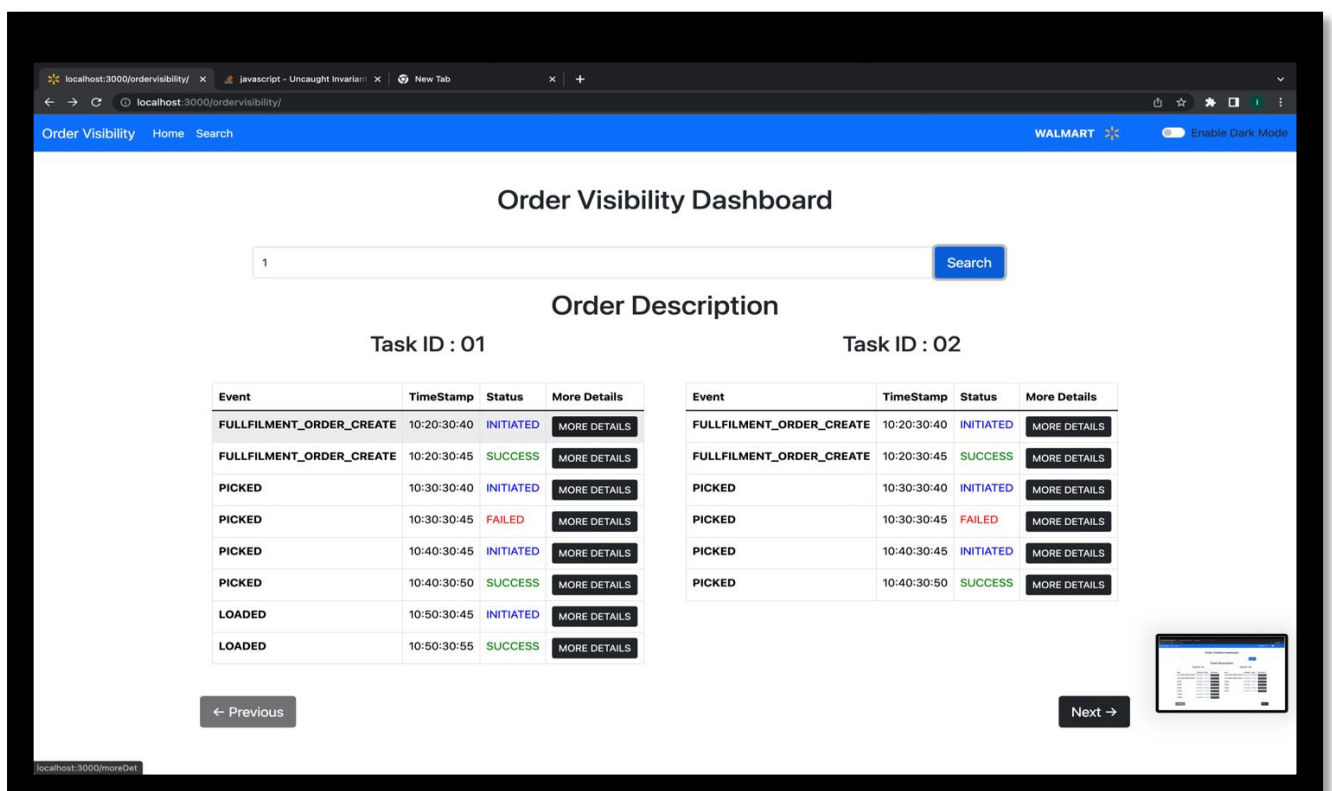 localhost:3000/ordervisibility/ javascript - Uncaught Invariant New Tab
localhost:3000/ordervisibility/
Order Visibility Home Search WALMART Enable Dark Mode
Order Visibility Dashboard
1 Search
Order Description
Task ID : 01
Event TimeStamp Status More Details
FULLFILMENT_ORDER_CREATE 10:20:30:40 INITIATED MORE DETAILS
FULLFILMENT_ORDER_CREATE 10:20:30:45 SUCCESS MORE DETAILS
PICKED 10:30:30:40 INITIATED MORE DETAILS
PICKED 10:30:30:45 FAILED MORE DETAILS
PICKED 10:40:30:45 INITIATED MORE DETAILS
PICKED 10:40:30:50 SUCCESS MORE DETAILS
LOADED 10:50:30:45 INITIATED MORE DETAILS
LOADED 10:50:30:55 SUCCESS MORE DETAILS
Task ID : 02
Event TimeStamp Status More Details
FULLFILMENT_ORDER_CREATE 10:20:30:40 INITIATED MORE DETAILS
FULLFILMENT_ORDER_CREATE 10:20:30:45 SUCCESS MORE DETAILS
PICKED 10:30:30:40 INITIATED MORE DETAILS
PICKED 10:30:30:45 FAILED MORE DETAILS
PICKED 10:40:30:45 INITIATED MORE DETAILS
PICKED 10:40:30:50 SUCCESS MORE DETAILS
← Previous Next →
localhost:3000/moreDet